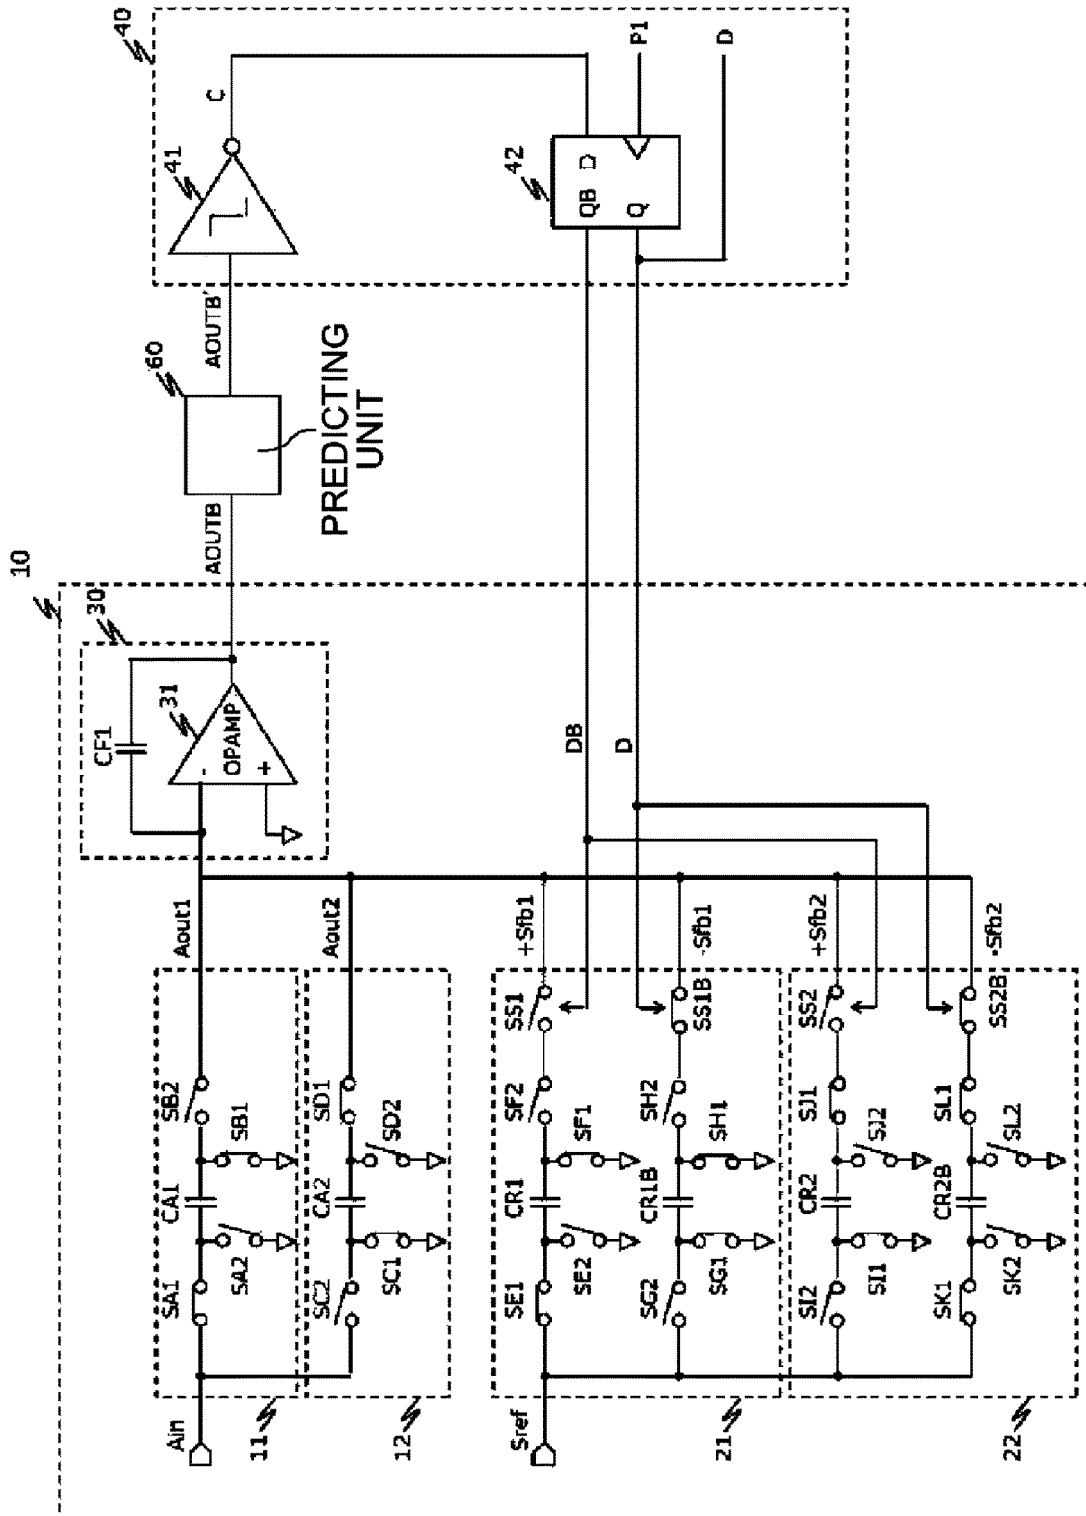 10
40
30
CF1
31
OPAMP
-
+
AOUTB
60
PREDICTING
UNIT
AOUTB'
41
C
42
QB D
Q
P1
D
Ain
11
SA1
SA2
CA1
SB1
SB2
Aout1
12
SC2
SC1
CA2
SD2
SD1
Aout2
Sref
21
SE1
SE2
CR1
SF1
SF2
SS1
+Sfb1
SG2
SG1
CR1B
SH1
SH2
SS1B
-Sfb1
22
SI2
SI1
CR2
SJ2
SJ1
SS2
+Sfb2
SK1
SK2
CR2B
SL2
SL1
SS2B
-Sfb2
DB
D